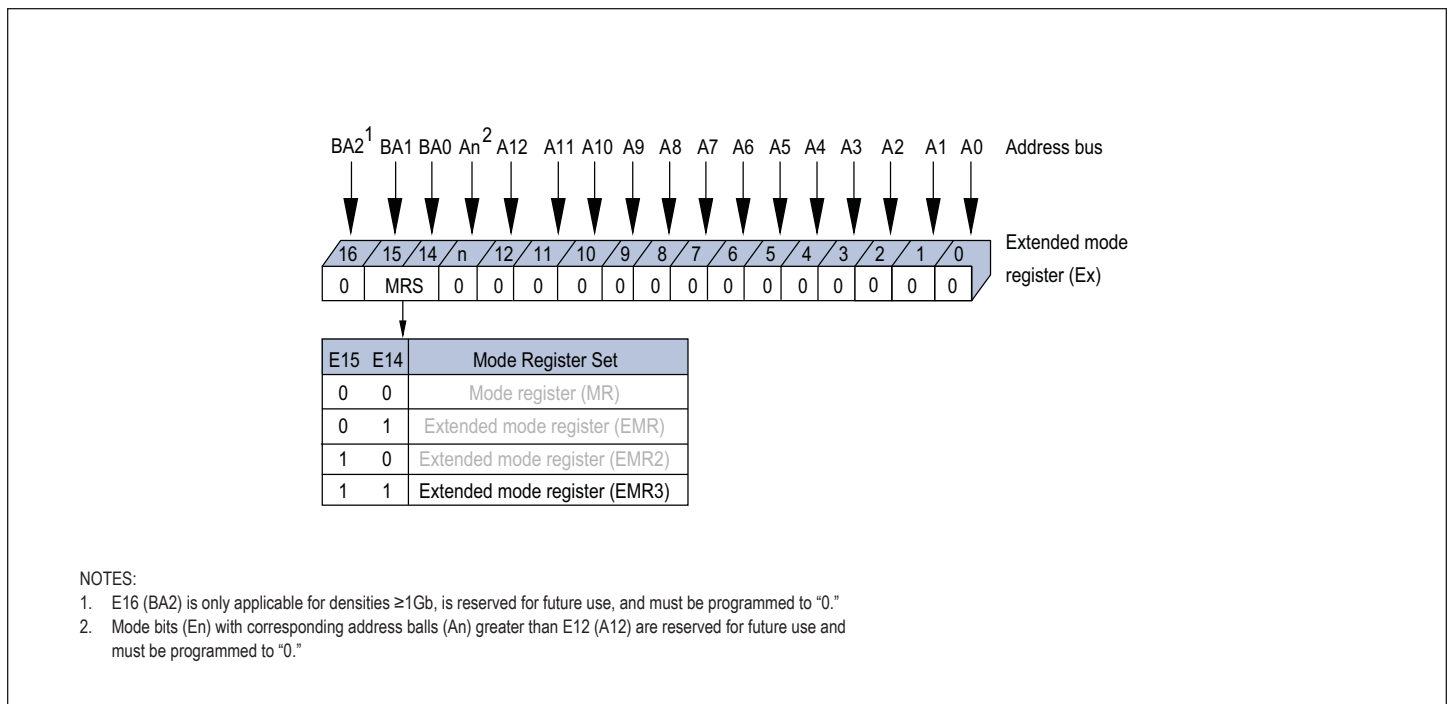 BA2¹ BA1 BA0 An² A12 A11 A10 A9 A8 A7 A6 A5 A4 A3 A2 A1 A0 Address bus
16 15 14 n 12 11 10 9 8 7 6 5 4 3 2 1 0 Extended mode
register (Ex)
0 MRS 0 0 0 0 0 0 0 0 0 0 0 0 0 0
E15 E14 Mode Register Set
0 0 Mode register (MR)
0 1 Extended mode register (EMR)
1 0 Extended mode register (EMR2)
1 1 Extended mode register (EMR3)
NOTES:
1. E16 (BA2) is only applicable for densities ≥1Gb, is reserved for future use, and must be programmed to “0.”
2. Mode bits (En) with corresponding address balls (An) greater than E12 (A12) are reserved for future use and
must be programmed to “0.”